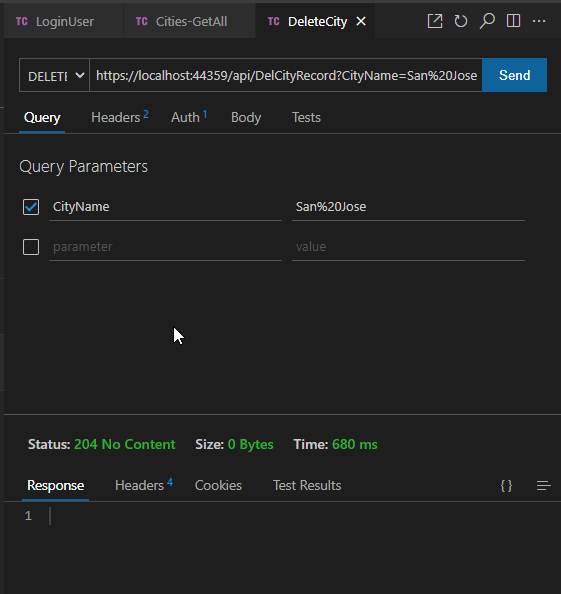 TC LoginUser TC Cities-GetAll TC DeleteCity
DELETE https://localhost:44359/api/DelCityRecord?CityName=San%20Jose Send
Query Headers 2 Auth 1 Body Tests
Query Parameters
CityName San%20Jose
parameter value
Status: 204 No Content Size: 0 Bytes Time: 680 ms
Response Headers 4 Cookies Test Results { }
1